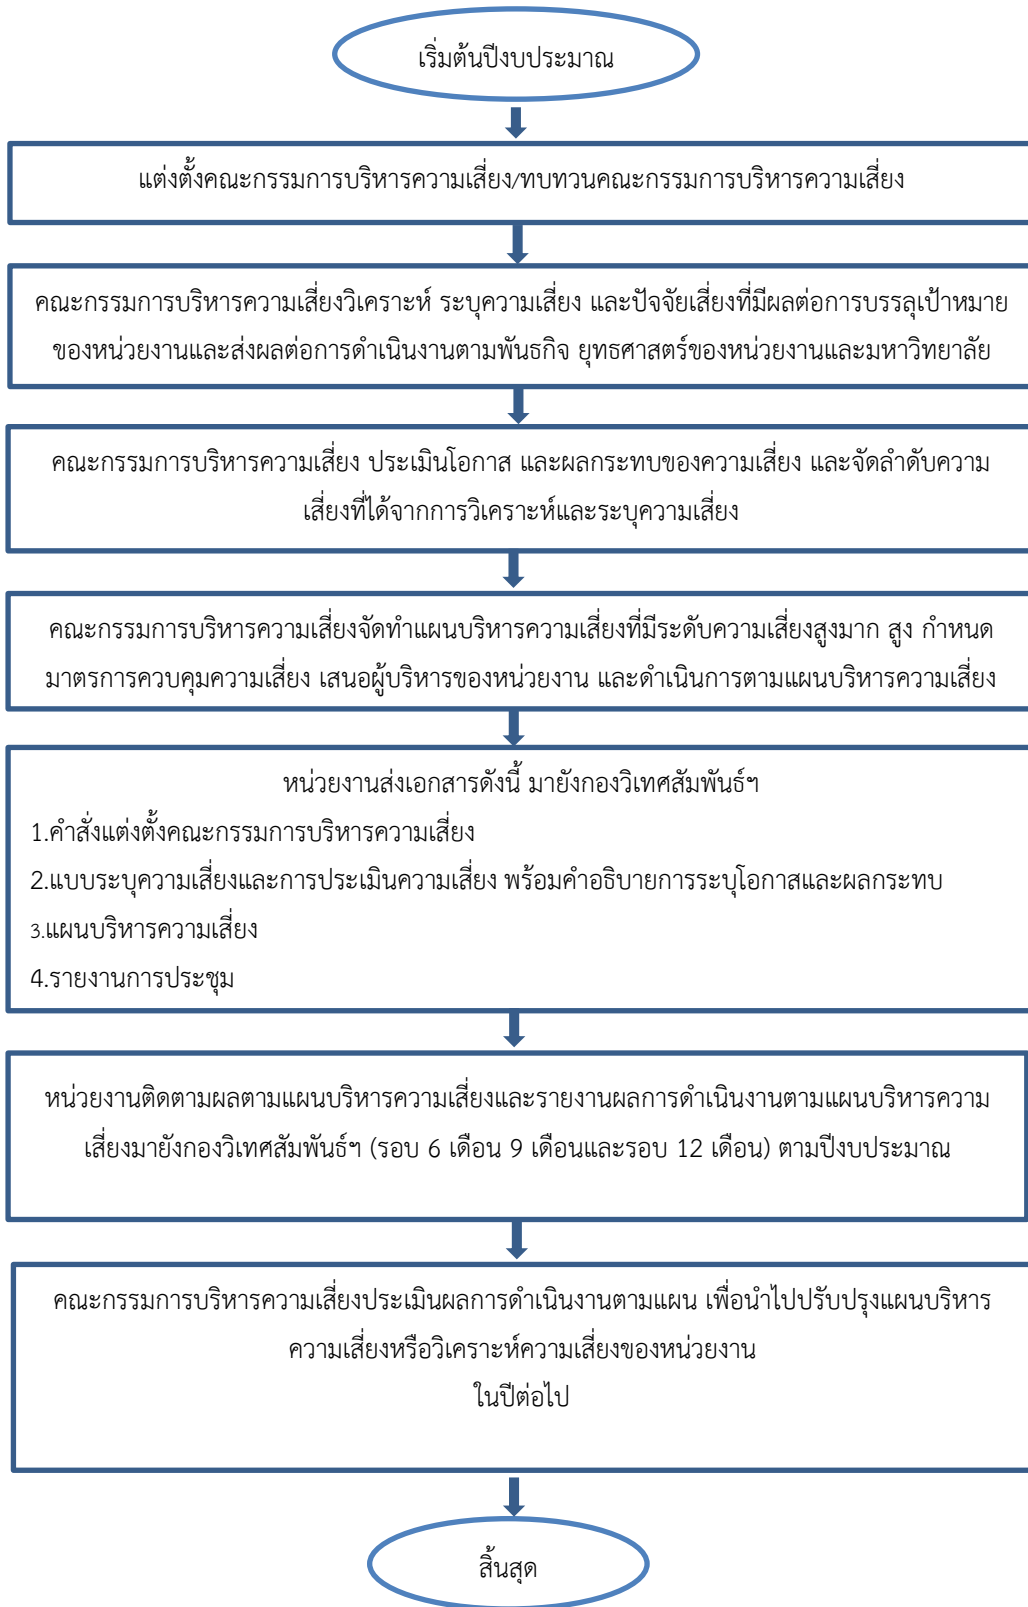 เริ่มต้นปีงบประมาณ
แต่งตั้งคณะกรรมการบริหารความเสี่ยง/ทบทวนคณะกรรมการบริหารความเสี่ยง
คณะกรรมการบริหารความเสี่ยงวิเคราะห์ ระบุความเสี่ยง และปัจจัยเสี่ยงที่มีผลต่อการบรรลุเป้าหมาย
ของหน่วยงานและส่งผลต่อการดำเนินงานตามพันธกิจ ยุทธศาสตร์ของหน่วยงานและมหาวิทยาลัย
คณะกรรมการบริหารความเสี่ยง ประเมินโอกาส และผลกระทบของความเสี่ยง และจัดลำดับความ
เสี่ยงที่ได้จากการวิเคราะห์และระบุความเสี่ยง
คณะกรรมการบริหารความเสี่ยงจัดทำแผนบริหารความเสี่ยงที่มีระดับความเสี่ยงสูงมาก สูง กำหนด
มาตรการควบคุมความเสี่ยง เสนอผู้บริหารของหน่วยงาน และดำเนินการตามแผนบริหารความเสี่ยง
หน่วยงานส่งเอกสารดังนี้ มายังกองวิเทศสัมพันธ์ฯ
1.คำสั่งแต่งตั้งคณะกรรมการบริหารความเสี่ยง
2.แบบระบุความเสี่ยงและการประเมินความเสี่ยง พร้อมคำอธิบายการระบุโอกาสและผลกระทบ
3.แผนบริหารความเสี่ยง
4.รายงานการประชุม
หน่วยงานติดตามผลตามแผนบริหารความเสี่ยงและรายงานผลการดำเนินงานตามแผนบริหารความ
เสี่ยงมายังกองวิเทศสัมพันธ์ฯ (รอบ 6 เดือน 9 เดือนและรอบ 12 เดือน) ตามปีงบประมาณ
คณะกรรมการบริหารความเสี่ยงประเมินผลการดำเนินงานตามแผน เพื่อนำไปปรับปรุงแผนบริหาร
ความเสี่ยงหรือวิเคราะห์ความเสี่ยงของหน่วยงาน
ในปีต่อไป
สิ้นสุด